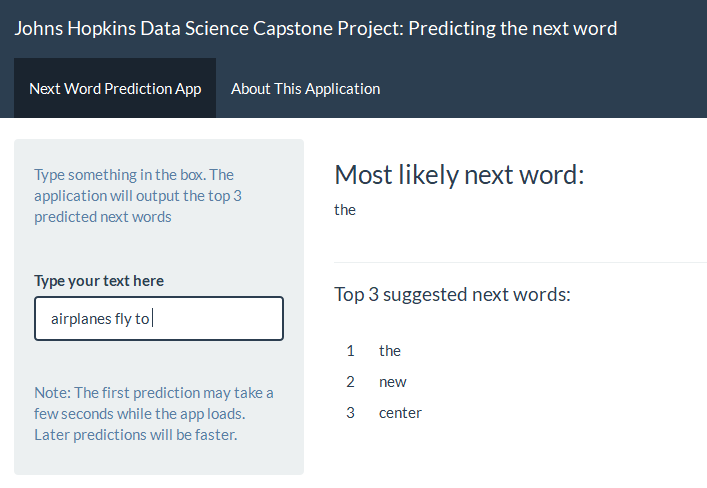 Johns Hopkins Data Science Capstone Project: Predicting the next word
Next Word Prediction App
About This Application
Type something in the box. The
application will output the top 3
predicted next words
Type your text here
airplanes fly to
Note: The first prediction may take a
few seconds while the app loads.
Later predictions will be faster.
Most likely next word:
the
Top 3 suggested next words:
1 the
2 new
3 center